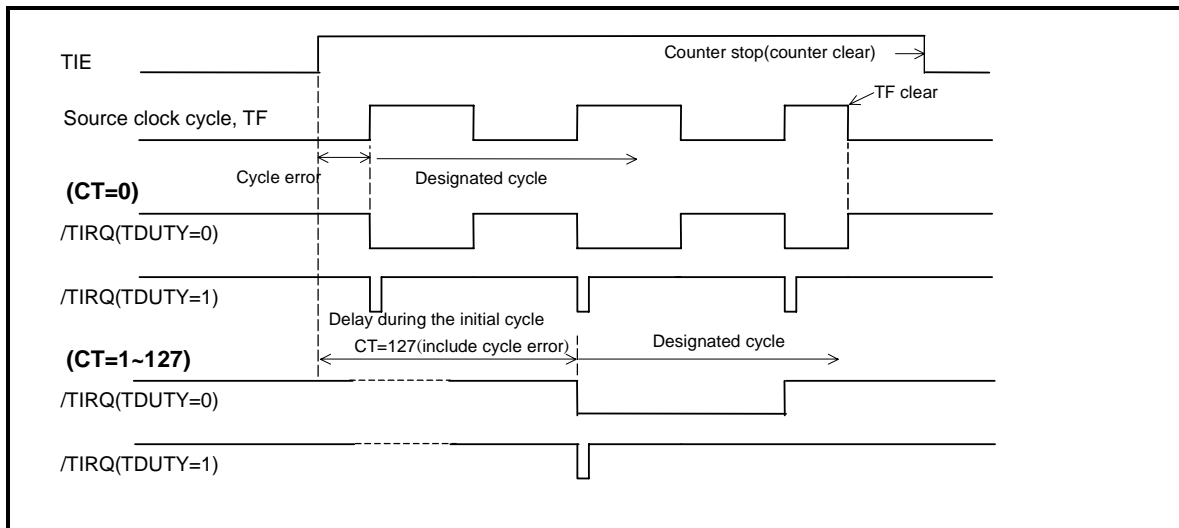 TIE
Counter stop(counter clear)
TF clear
Source clock cycle, TF
Cycle error
Designated cycle
(CT=0)
/TIRQ(TDUTY=0)
/TIRQ(TDUTY=1)
Delay during the initial cycle
CT=127(include cycle error)
Designated cycle
(CT=1~127)
/TIRQ(TDUTY=0)
/TIRQ(TDUTY=1)